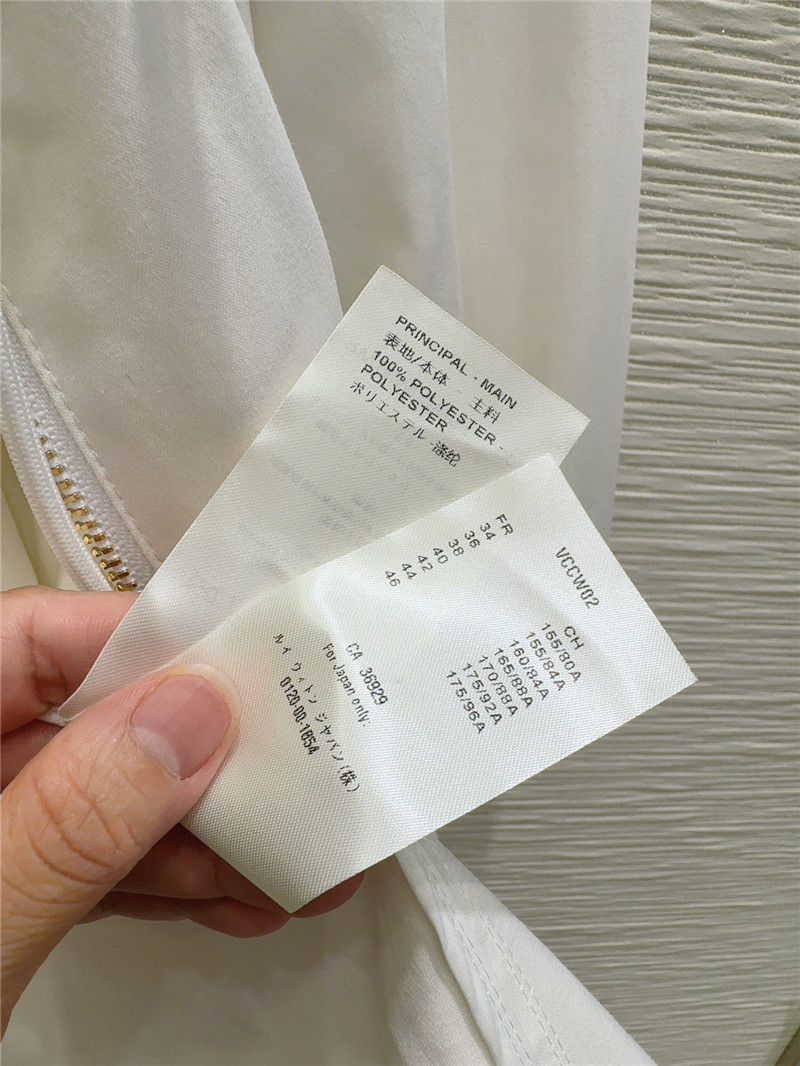 PRINCIPAL - MAIN
表地/本体 主料
100% POLYESTER -
POLYESTER
ポリエステル -涤纶
VCCW02
FR CH
34 155/80A
36 155/84A
38 160/84A
40 165/88A
42 170/88A
44 175/92A
46 175/96A
CA 36929
For Japan only:
ルイ ヴィトン ジャパン(株)
0120-00-1854